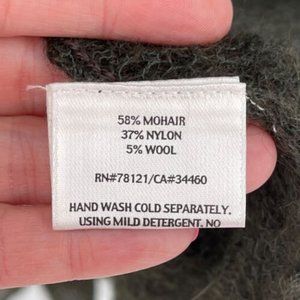 58% MOHAIR
37% NYLON
5% WOOL
RN#78121/CA#34460
HAND WASH COLD SEPARATELY.
USING MILD DETERGENT. NO